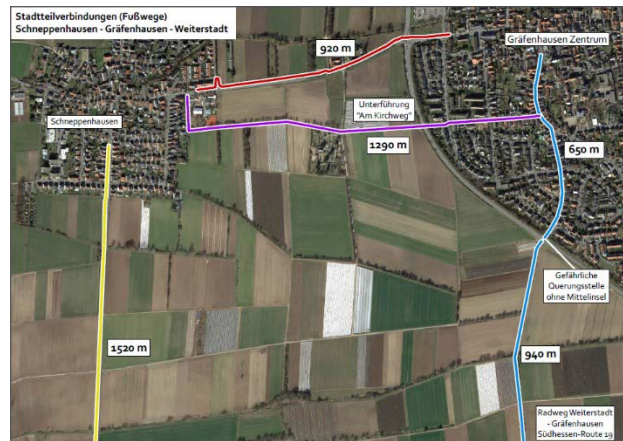 Stadtteilverbindungen (Fußwege)
Schneppenhausen - Gräfenhausen - Weiterstadt
920 m
Gräfenhausen Zentrum
Unterführung
"Am Kirchweg"
Schneppenhausen
1290 m
650 m
Gefährliche
Querungsstelle
ohne Mittelinsel
1520 m
940 m
Radweg Weiterstadt
- Gräfenhausen
Südhessen-Route 19